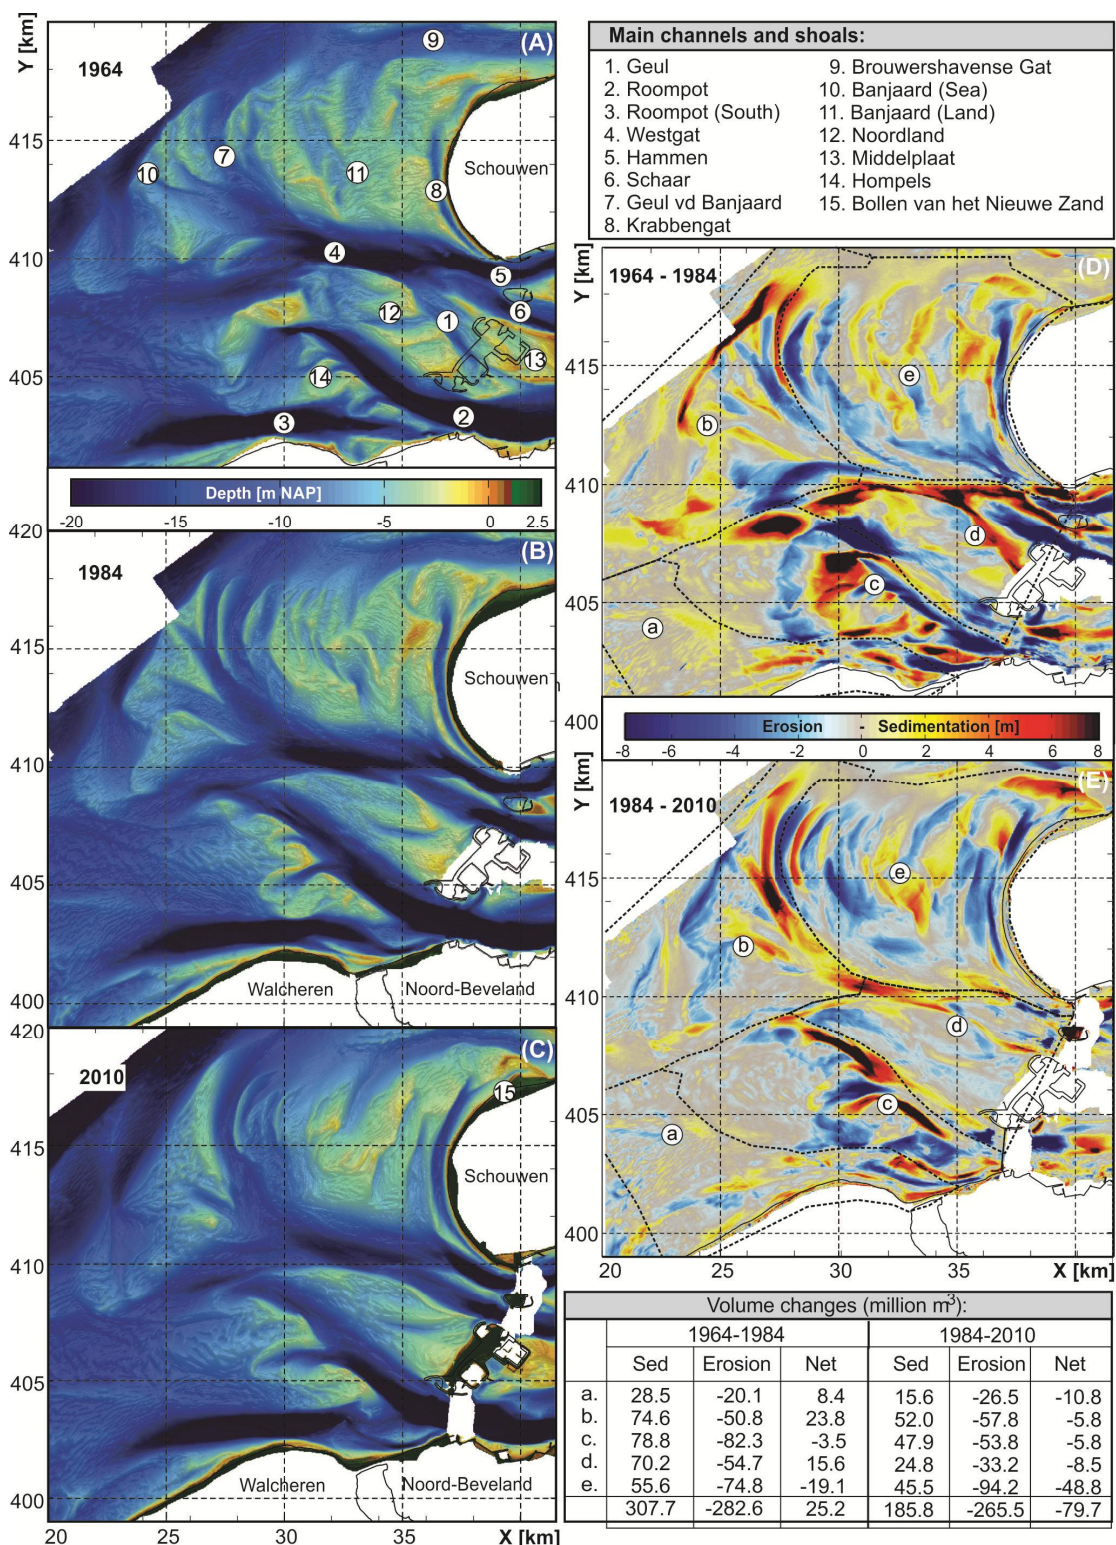 Y [km]
1964
(A)
415
410
405
Schouwen
9
7
10
11
8
4
5
12
1
6
13
14
3
2
Depth [m NAP]
-20 -15 -10 -5 0 2.5
420
(B)
1984
415
410
405
400
Schouwen
Walcheren Noord-Beveland
420
(C)
2010
15
415
410
405
400
Schouwen
Walcheren Noord-Beveland
20 25 30 35 X [km]
Main channels and shoals:
1. Geul
2. Roompot
3. Roompot (South)
4. Westgat
5. Hammen
6. Schaar
7. Geul vd Banjaard
8. Krabbengat
9. Brouwershavense Gat
10. Banjaard (Sea)
11. Banjaard (Land)
12. Noordland
13. Middelplaat
14. Hompels
15. Bollen van het Nieuwe Zand
Y [km]
1964 - 1984
(D)
415
410
405
400
a
b
c
d
e
Erosion - Sedimentation [m]
-8 -6 -4 -2 0 2 4 6 8
Y [km]
1984 - 2010
(E)
415
410
405
400
a
b
c
d
e
20 25 30 35 X [km]
Volume changes (million m³):
1964-1984 1984-2010
Sed Erosion Net Sed Erosion Net
a. 28.5 -20.1 8.4 15.6 -26.5 -10.8
b. 74.6 -50.8 23.8 52.0 -57.8 -5.8
c. 78.8 -82.3 -3.5 47.9 -53.8 -5.8
d. 70.2 -54.7 15.6 24.8 -33.2 -8.5
e. 55.6 -74.8 -19.1 45.5 -94.2 -48.8
307.7 -282.6 25.2 185.8 -265.5 -79.7